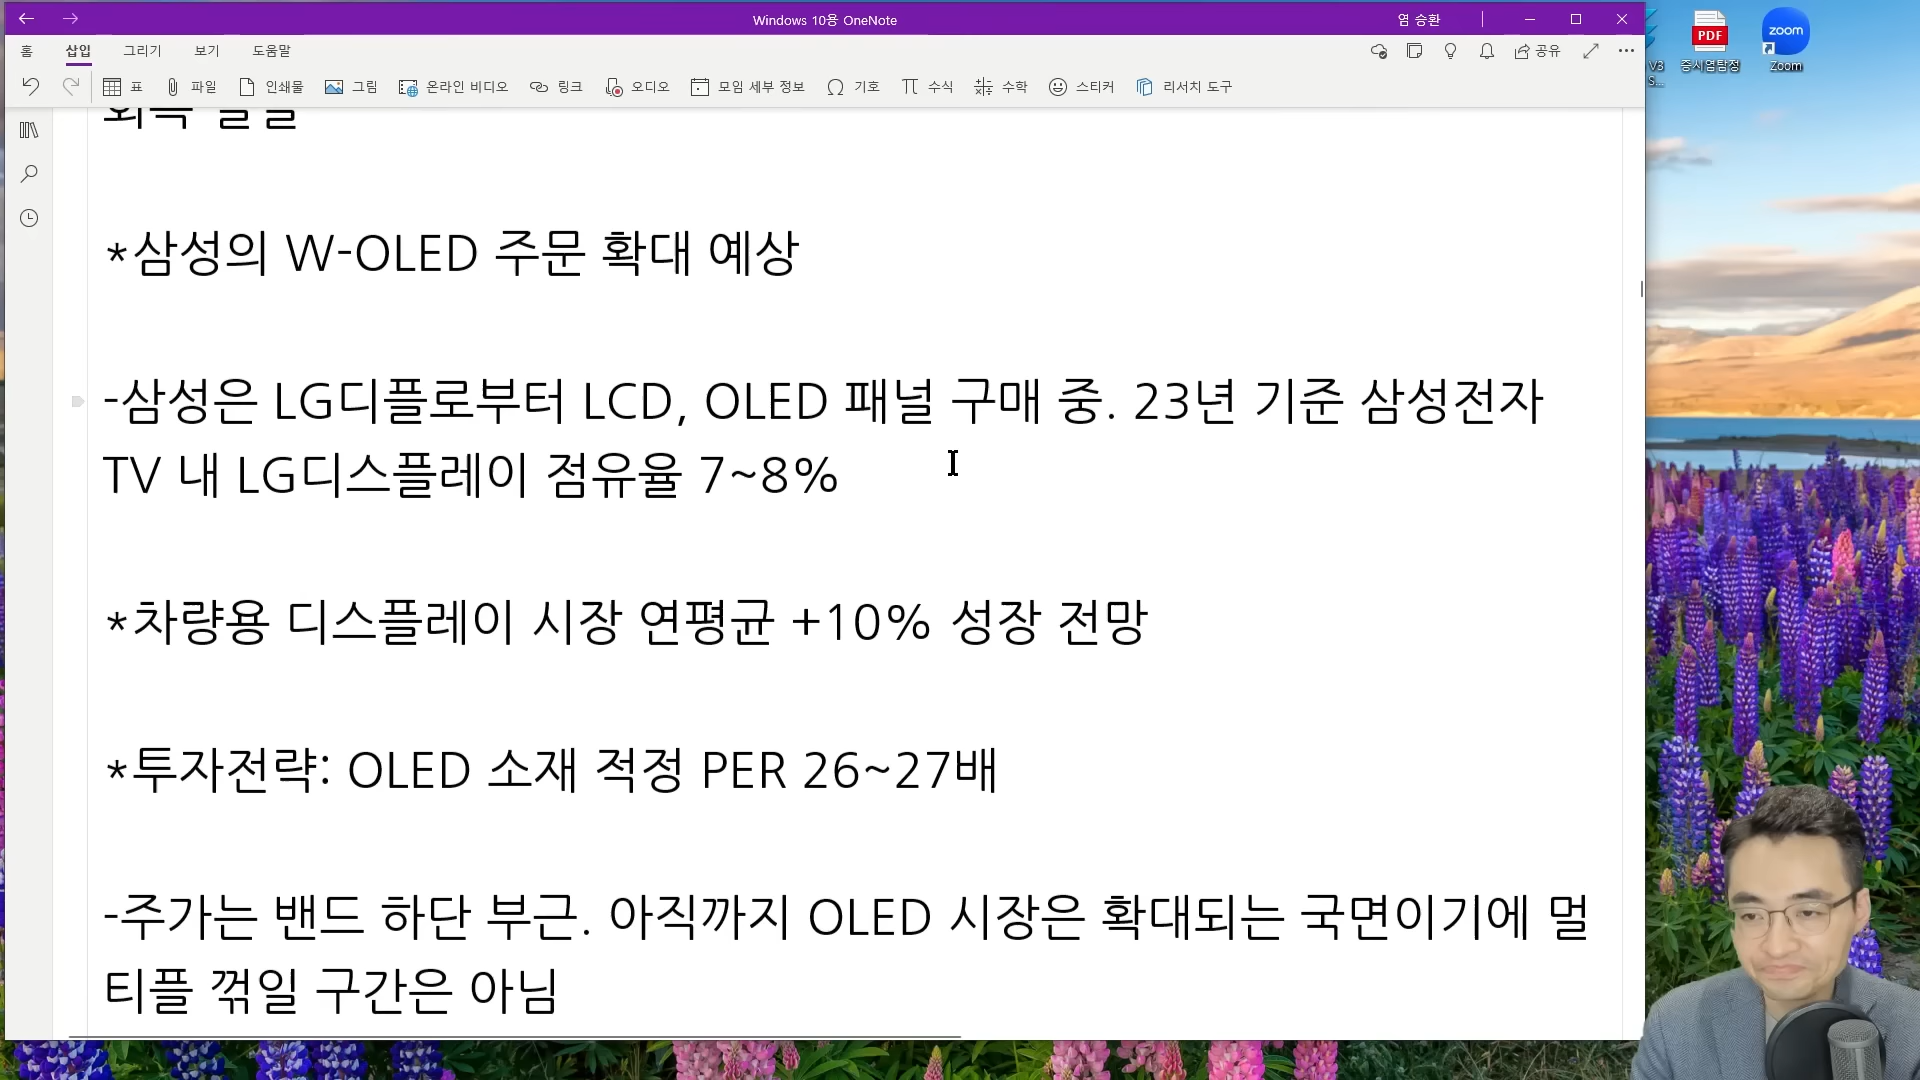 Windows 10용 OneNote
염 승환
홈 삽입 그리기 보기 도움말
공유
표 파일 인쇄물 그림 온라인 비디오 링크 오디오 모임 세부 정보 기호 수식 수학 스티커 리서치 도구
*삼성의 W-OLED 주문 확대 예상
-삼성은 LG디플로부터 LCD, OLED 패널 구매 중. 23년 기준 삼성전자
TV 내 LG디스플레이 점유율 7~8%
*차량용 디스플레이 시장 연평균 +10% 성장 전망
*투자전략: OLED 소재 적정 PER 26~27배
-주가는 밴드 하단 부근. 아직까지 OLED 시장은 확대되는 국면이기에 멀
티플 꺾일 구간은 아님
V3
S...
PDF
증시염탐정
zoom
Zoom